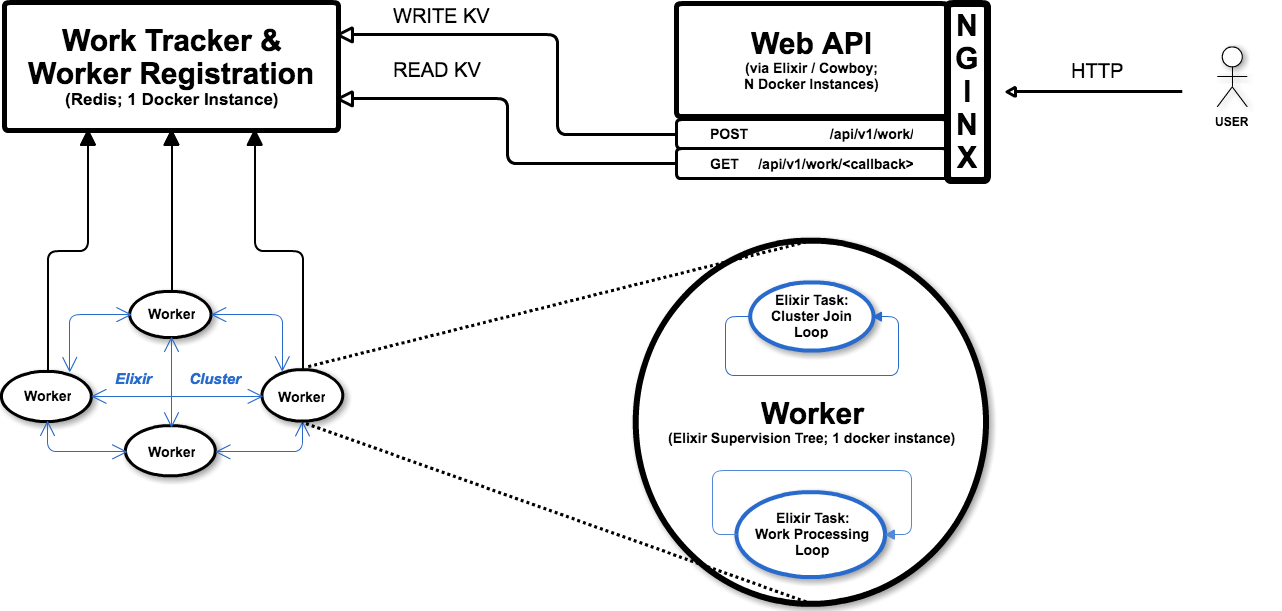 WRITE KV
READ KV
Work Tracker &
Worker Registration
(Redis; 1 Docker Instance)
Web API
(via Elixir / Cowboy;
N Docker Instances)
POST /api/v1/work/
GET /api/v1/work/<callback>
NGINX
HTTP
USER
Worker
Elixir Cluster
Worker
Worker
Worker
Elixir Task:
Cluster Join
Loop
Worker
(Elixir Supervision Tree; 1 docker instance)
Elixir Task:
Work Processing
Loop